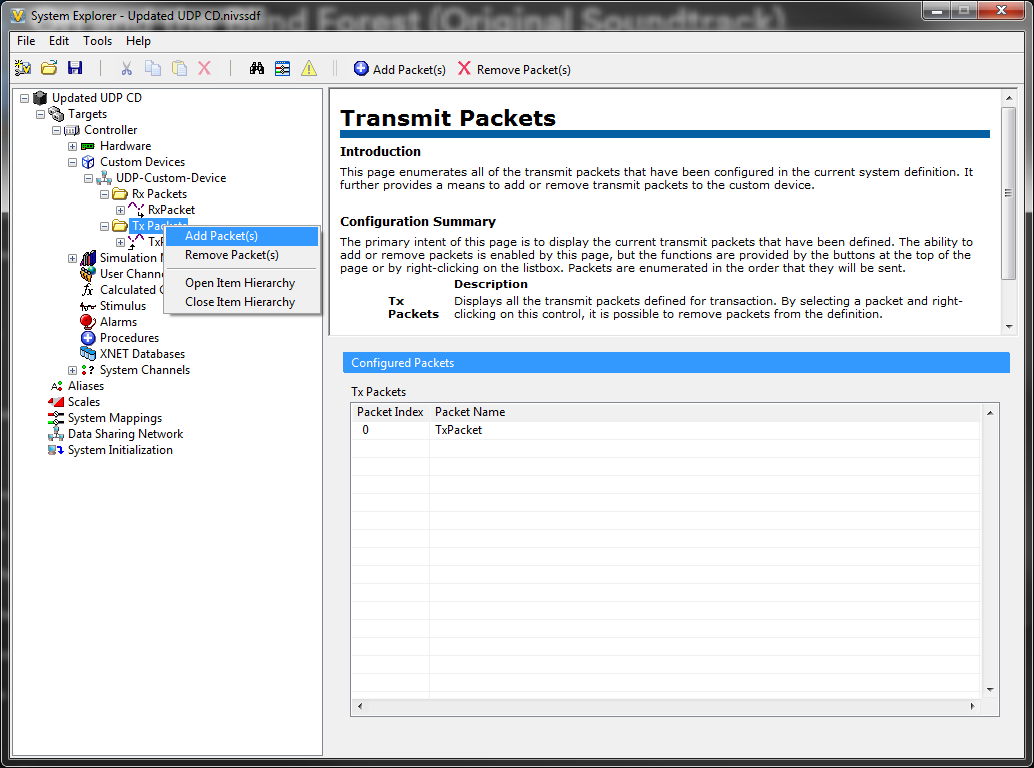 System Explorer - Updated UDP CD.nivssdf
File Edit Tools Help
Add Packet(s) Remove Packet(s)
Updated UDP CD
Targets
Controller
Hardware
Custom Devices
UDP-Custom-Device
Rx Packets
RxPacket
Tx Packets
Add Packet(s)
Remove Packet(s)
Open Item Hierarchy
Close Item Hierarchy
Simulation
User Chann
Calculated
Stimulus
Alarms
Procedures
XNET Databases
System Channels
Aliases
Scales
System Mappings
Data Sharing Network
System Initialization
Transmit Packets
Introduction
This page enumerates all of the transmit packets that have been configured in the current system definition. It
further provides a means to add or remove transmit packets to the custom device.
Configuration Summary
The primary intent of this page is to display the current transmit packets that have been defined. The ability to
add or remove packets is enabled by this page, but the functions are provided by the buttons at the top of the
page or by right-clicking on the listbox. Packets are enumerated in the order that they will be sent.
Description
Tx Packets
Displays all the transmit packets defined for transaction. By selecting a packet and right-
clicking on this control, it is possible to remove packets from the definition.
Configured Packets
Tx Packets
Packet Index Packet Name
0 TxPacket